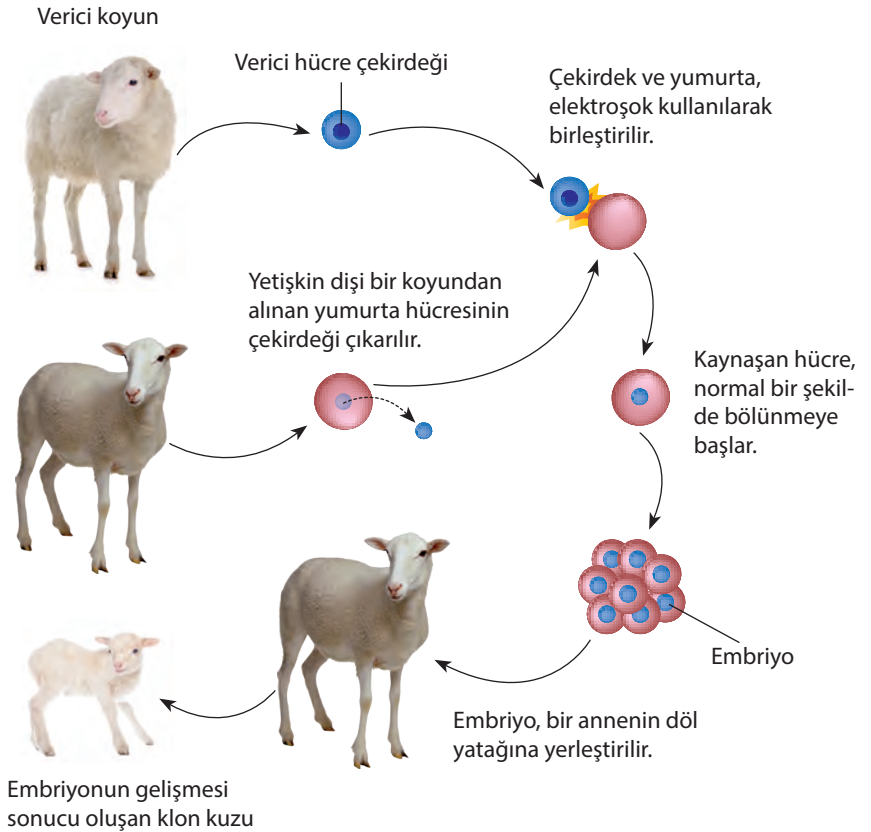 Verici koyun
Verici hücre çekirdeği
Çekirdek ve yumurta,
elektroşok kullanılarak
birleştirilir.
Yetişkin dişi bir koyundan
alınan yumurta hücresinin
çekirdeği çıkarılır.
Kaynaşan hücre,
normal bir şekil-
de bölünmeye
başlar.
Embriyo
Embriyo, bir annenin döl
yatağına yerleştirilir.
Embriyonun gelişmesi
sonucu oluşan klon kuzu